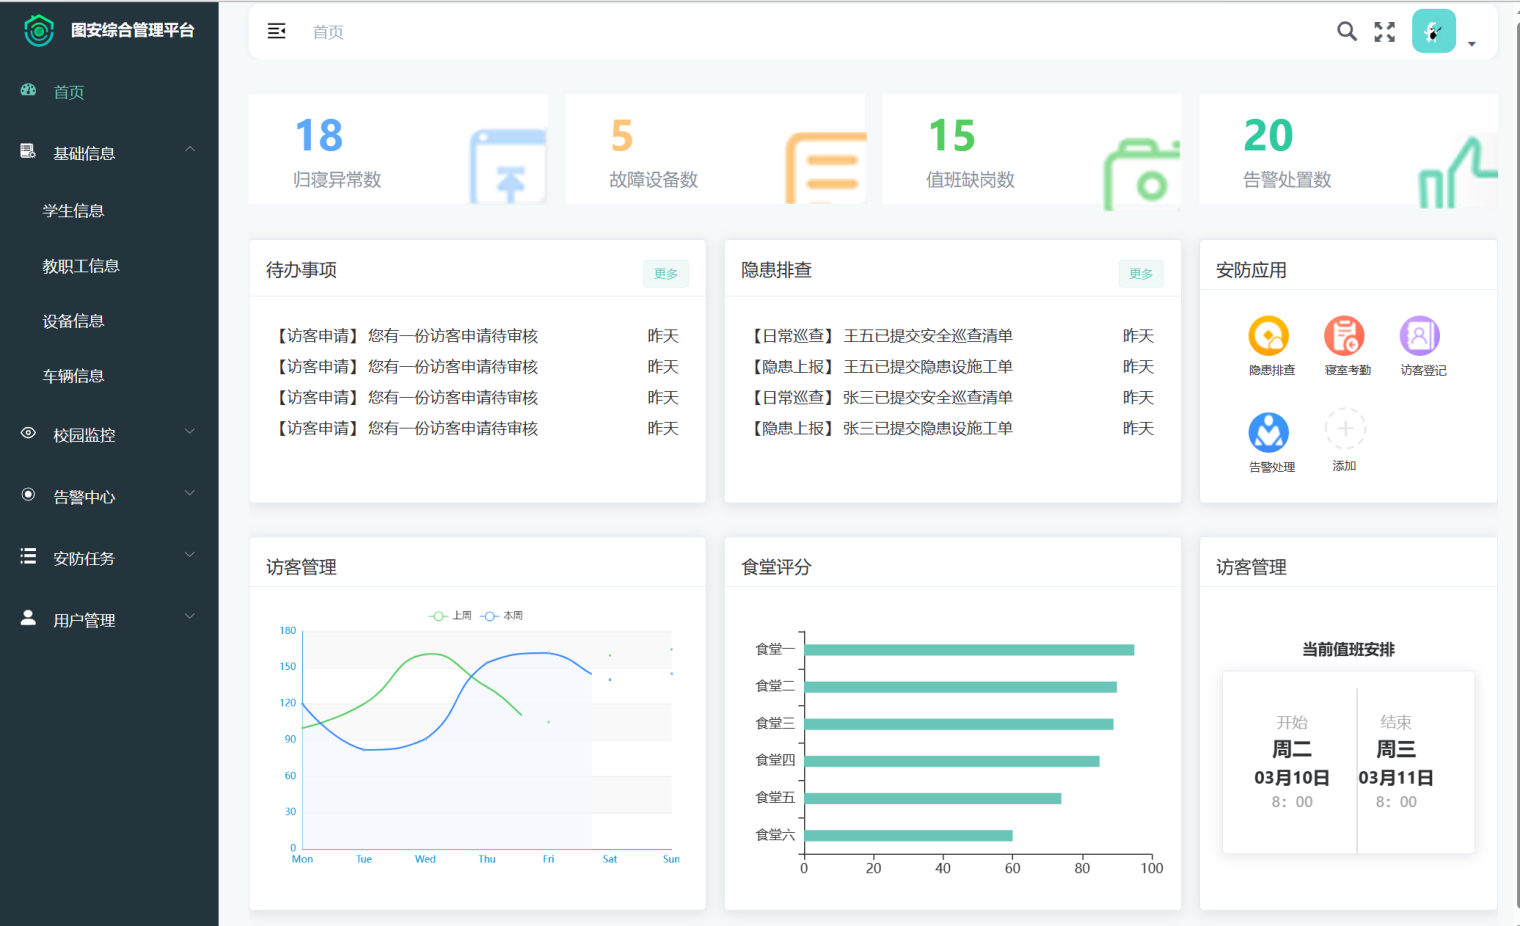 图安综合管理平台
首页
基础信息
学生信息
教职工信息
设备信息
车辆信息
校园监控
告警中心
安防任务
用户管理
首页
18
归寝异常数
5
故障设备数
15
值班缺岗数
20
告警处置数
待办事项 更多
【访客申请】 您有一份访客申请待审核 昨天
【访客申请】 您有一份访客申请待审核 昨天
【访客申请】 您有一份访客申请待审核 昨天
【访客申请】 您有一份访客申请待审核 昨天
隐患排查 更多
【日常巡查】 王五已提交安全巡查清单 昨天
【隐患上报】 王五已提交隐患设施工单 昨天
【日常巡查】 张三已提交安全巡查清单 昨天
【隐患上报】 张三已提交隐患设施工单 昨天
安防应用
隐患排查 寝室考勤 访客登记
告警处理 添加
访客管理
上周 本周
180
150
120
90
60
30
0
Mon Tue Wed Thu Fri Sat Sun
食堂评分
食堂一
食堂二
食堂三
食堂四
食堂五
食堂六
0 20 40 60 80 100
访客管理
当前值班安排
开始 结束
周二 周三
03月10日 03月11日
8：00 8：00